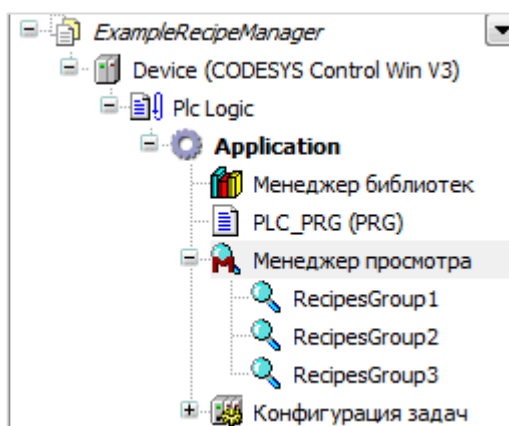 ExampleRecipeManager
Device (CODESYS Control Win V3)
Plc Logic
Application
Менеджер библиотек
PLC_PRG (PRG)
Менеджер просмотра
RecipesGroup1
RecipesGroup2
RecipesGroup3
Конфигурация задач